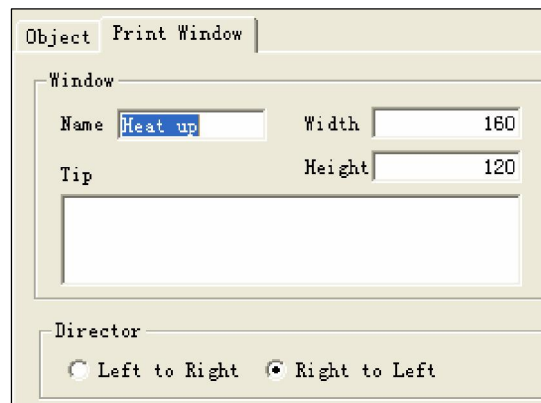 Object Print Window
Window
Name Heat up Width 160
Tip Height 120
Director
Left to Right Right to Left